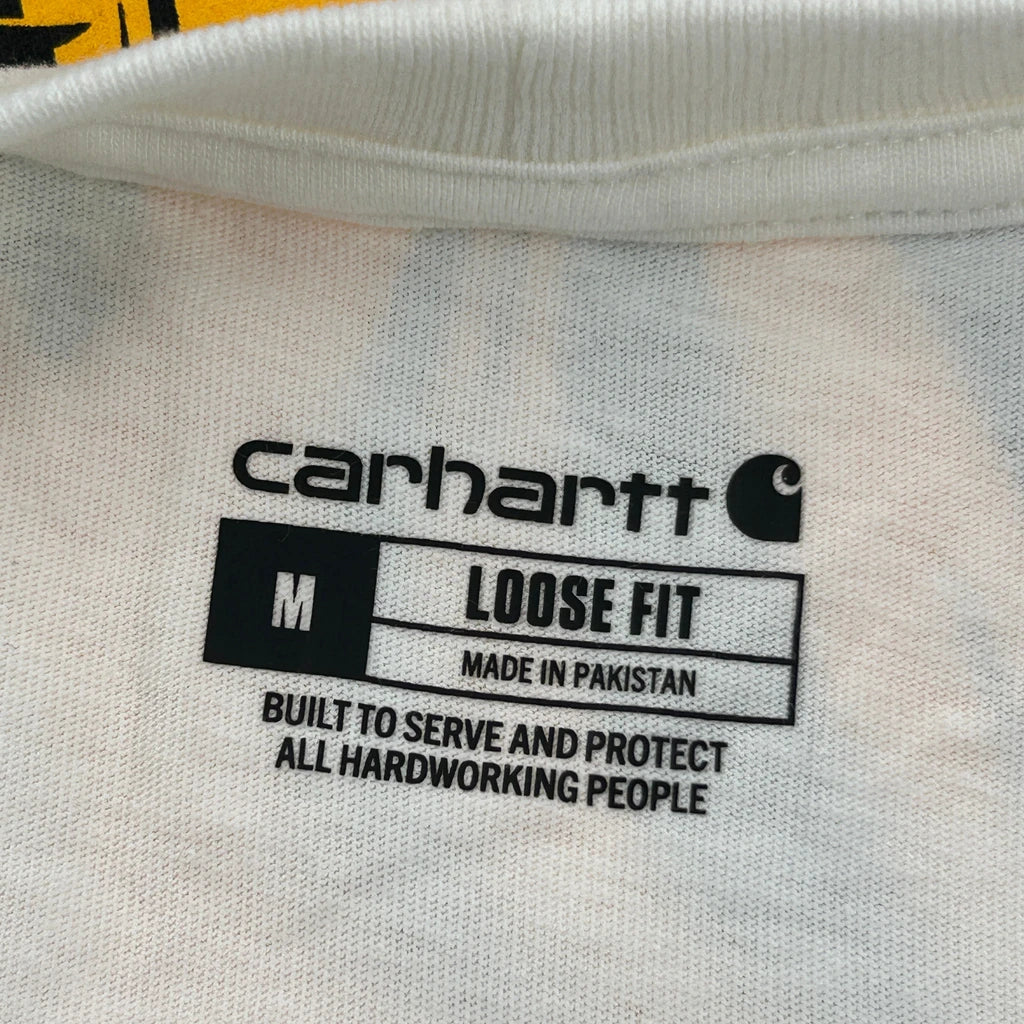 carhartt
M
LOOSE FIT
MADE IN PAKISTAN
BUILT TO SERVE AND PROTECT
ALL HARDWORKING PEOPLE